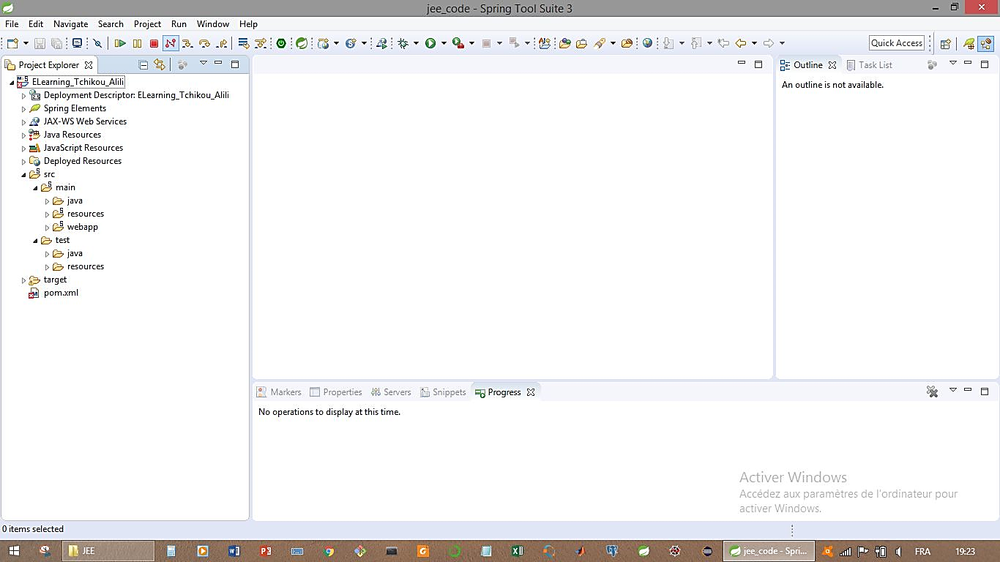 jee_code - Spring Tool Suite 3
File Edit Navigate Search Project Run Window Help
Quick Access
Project Explorer
ELearning_Tchikou_Alili
Deployment Descriptor: ELearning_Tchikou_Alili
Spring Elements
JAX-WS Web Services
Java Resources
JavaScript Resources
Deployed Resources
src
main
java
resources
webapp
test
java
resources
target
pom.xml
Outline Task List
An outline is not available.
Markers Properties Servers Snippets Progress
No operations to display at this time.
Activer Windows
Accédez aux paramètres de l'ordinateur pour
activer Windows.
0 items selected
JEE
jee_code - Spri...
FRA
19:23